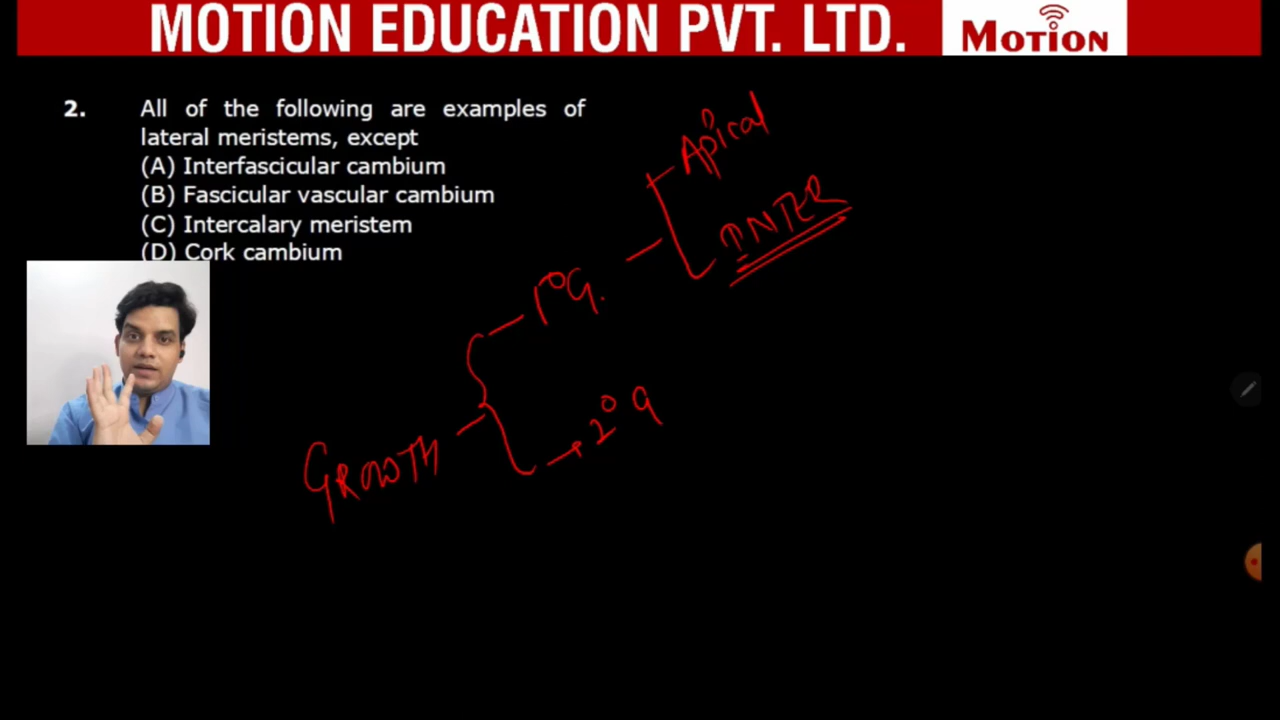 MOTION EDUCATION PVT. LTD.
MOTION
2. All of the following are examples of
lateral meristems, except
(A) Interfascicular cambium
(B) Fascicular vascular cambium
(C) Intercalary meristem
(D) Cork cambium
Apical
INTER
1° G.
2° G
GROWTH